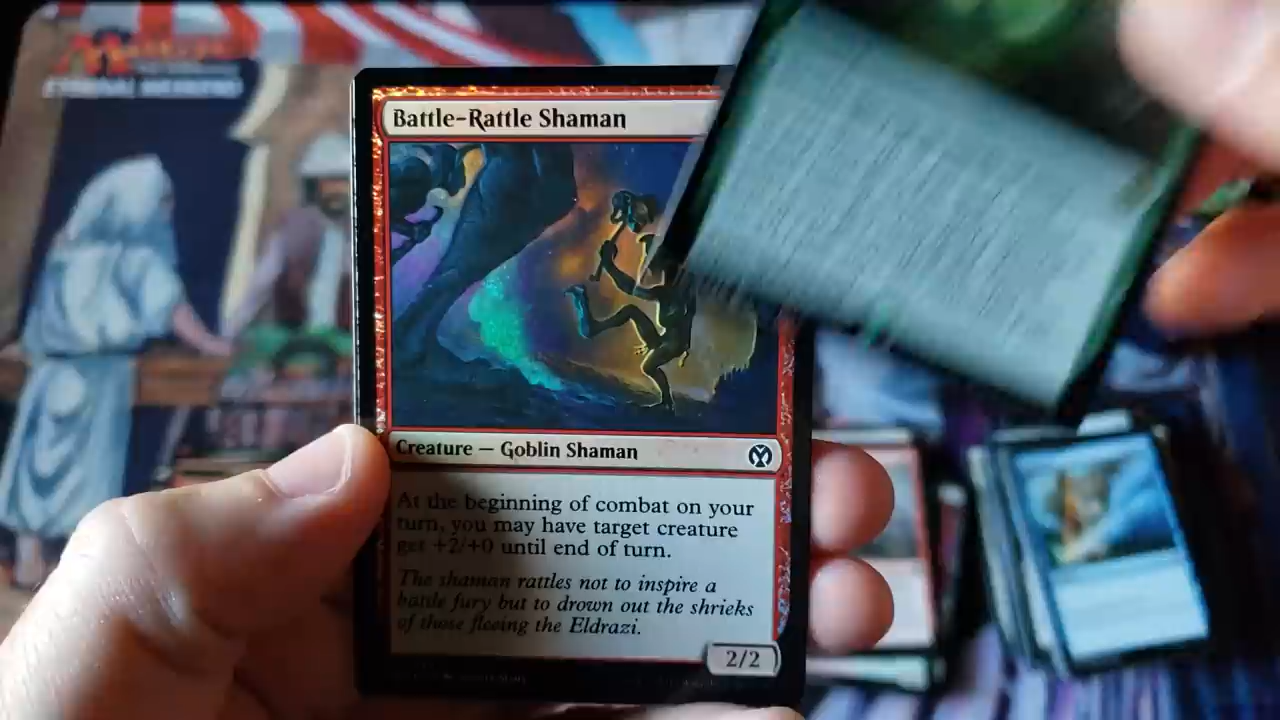 ETERNAL WEEKEND
Battle-Rattle Shaman
Creature — Goblin Shaman
At the beginning of combat on your
turn, you may have target creature
get +2/+0 until end of turn.
The shaman rattles not to inspire a
battle fury but to drown out the shrieks
of those fleeing the Eldrazi.
2/2